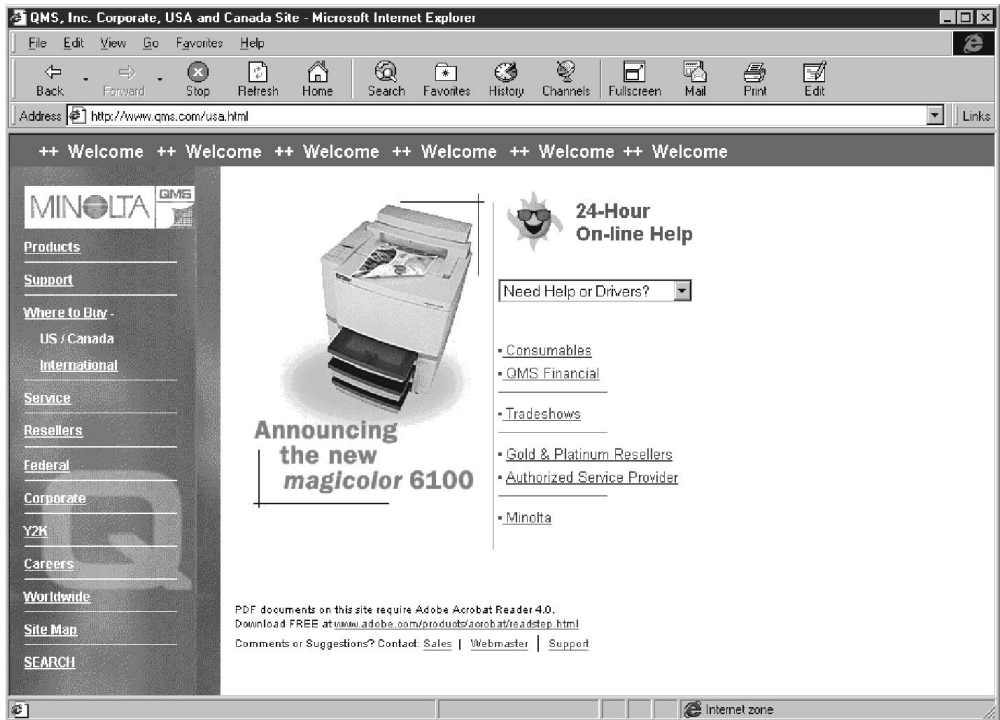 QMS, Inc. Corporate, USA and Canada Site - Microsoft Internet Explorer
File Edit View Go Favorites Help
Back Forward Stop Refresh Home Search Favorites History Channels Fullscreen Mail Print Edit
Address http://www.qms.com/usa.html Links
++ Welcome ++ Welcome ++ Welcome ++ Welcome ++ Welcome ++ Welcome
MINOLTA QMS
Products
Support
Where to Buy -
US / Canada
International
Service
Resellers
Federal
Corporate
Y2K
Careers
Worldwide
Site Map
SEARCH
Announcing
the new
magicolor 6100
24-Hour
On-line Help
Need Help or Drivers?
Consumables
QMS Financial
Tradeshows
Gold & Platinum Resellers
Authorized Service Provider
Minolta
PDF documents on this site require Adobe Acrobat Reader 4.0.
Download FREE at www.adobe.com/products/acrobat/readstep.html
Comments or Suggestions? Contact: Sales | Webmaster | Support
Internet zone